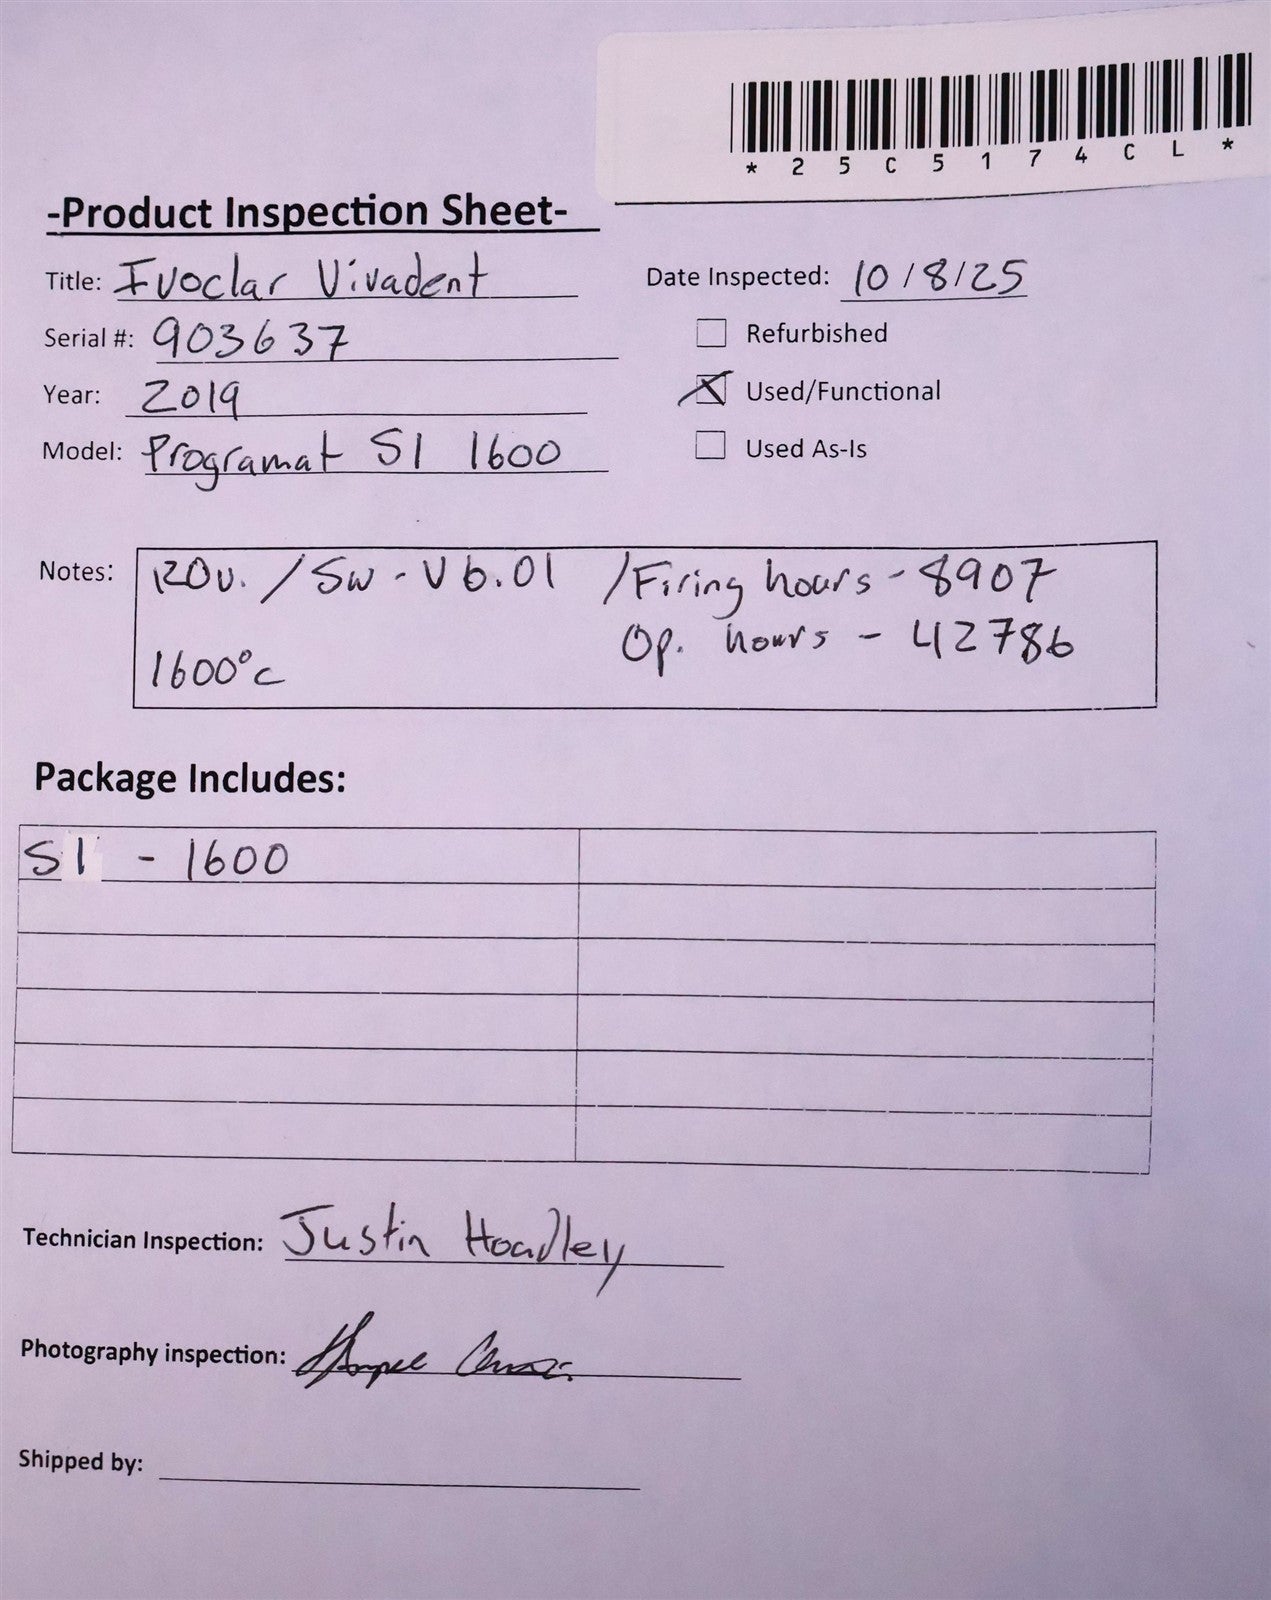 *25C5174CL*
-Product Inspection Sheet-
Title: Ivoclar Vivadent
Date Inspected: 10/8/25
Serial #: 903637
Refurbished
Year: 2019
Used/Functional
Model: Programat S1 1600
Used As-Is
Notes: 120v. / SW - V6.01 /Firing hours - 8907
Op. hours - 42786
1600°c
Package Includes:
S1 - 1600
Technician Inspection: Justin Hoadley
Photography inspection:
Shipped by: